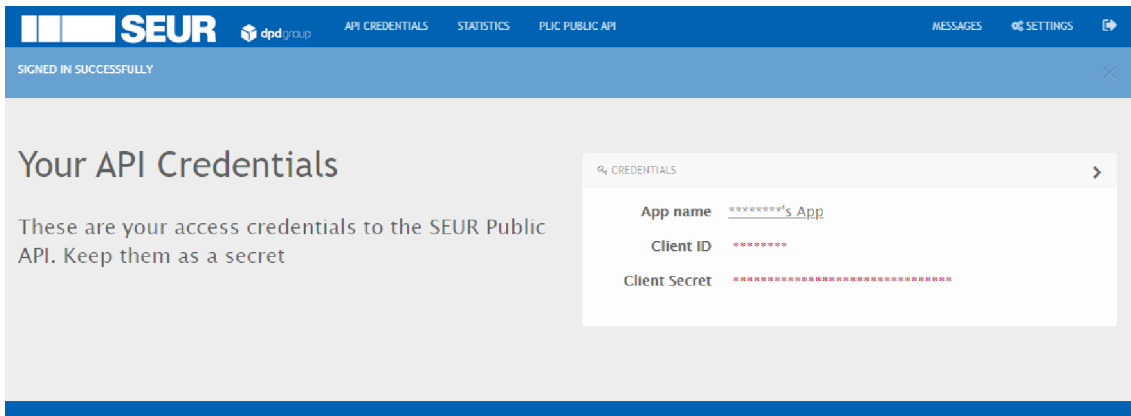 SEUR dpdgroup API CREDENTIALS STATISTICS PLIC PUBLIC API MESSAGES SETTINGS
SIGNED IN SUCCESSFULLY
Your API Credentials
These are your access credentials to the SEUR Public
API. Keep them as a secret
CREDENTIALS
App name ********'s App
Client ID ********
Client Secret ********************************